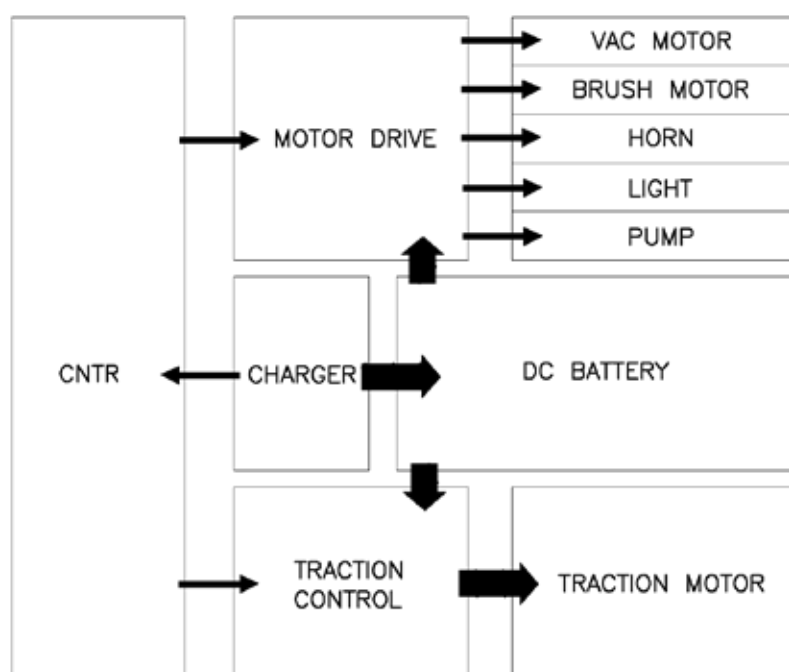 VAC MOTOR
BRUSH MOTOR
MOTOR DRIVE
HORN
LIGHT
PUMP
CNTR
CHARGER
DC BATTERY
TRACTION
CONTROL
TRACTION MOTOR